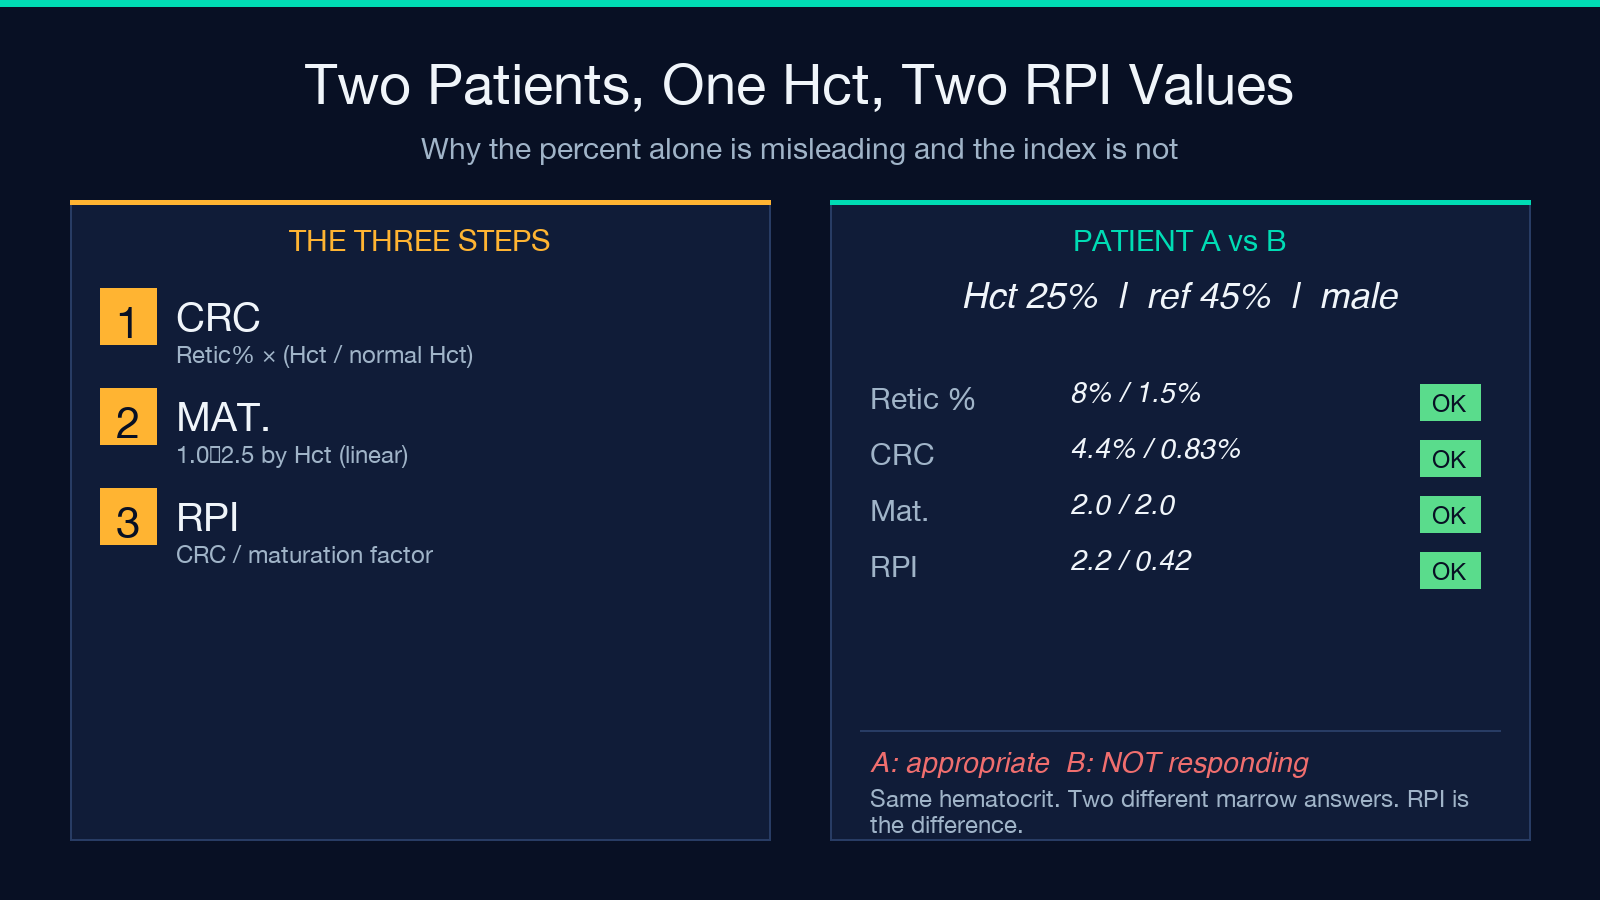 Two Patients, One Hct, Two RPI Values
Why the percent alone is misleading and the index is not
THE THREE STEPS
1
CRC
Retic% × (Hct / normal Hct)
2
MAT.
1.0▯2.5 by Hct (linear)
3
RPI
CRC / maturation factor
PATIENT A vs B
Hct 25% | ref 45% | male
Retic % 8% / 1.5% OK
CRC 4.4% / 0.83% OK
Mat. 2.0 / 2.0 OK
RPI 2.2 / 0.42 OK
A: appropriate B: NOT responding
Same hematocrit. Two different marrow answers. RPI is
the difference.